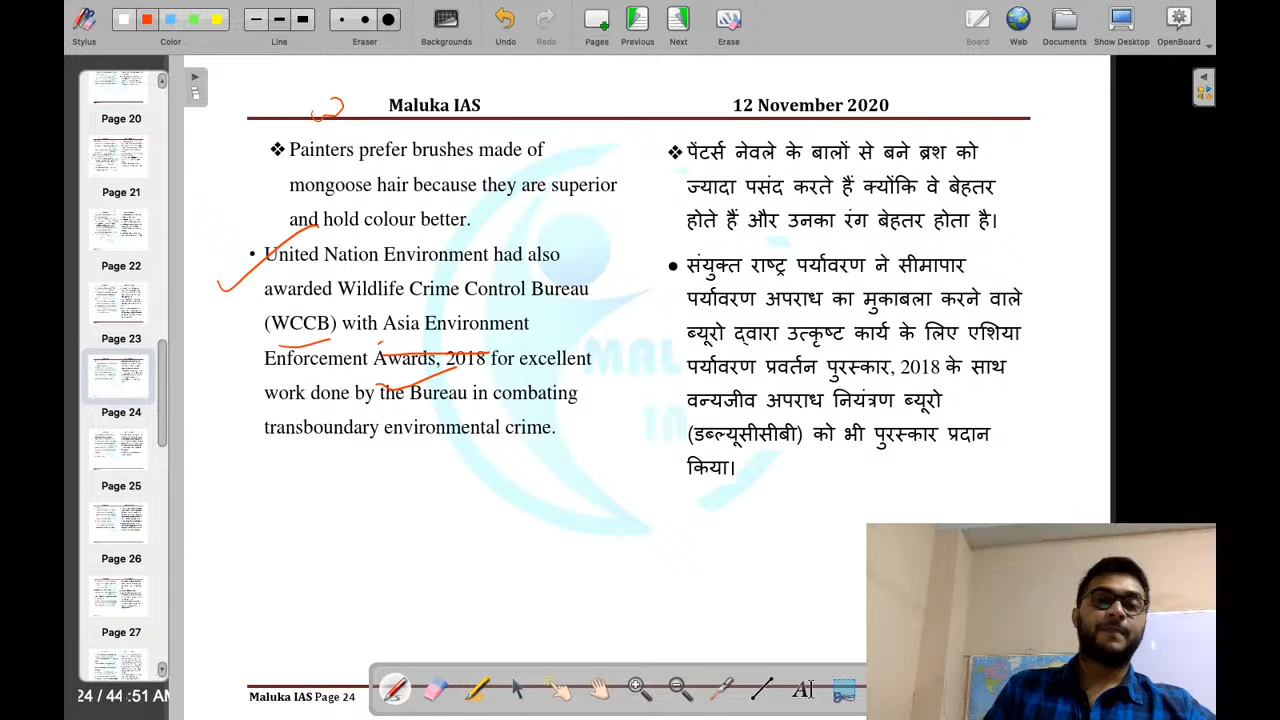 Stylus
Color
Line
Eraser
Backgrounds
Undo
Redo
Pages
Previous
Next
Erase
Board
Web
Documents
Show Desktop
OpenBoard
Page 20
Page 21
Page 22
Page 23
Page 24
Page 25
Page 26
Page 27
24 / 44
:51 AM
Maluka IAS
12 November 2020
❖ Painters prefer brushes made of
mongoose hair because they are superior
and hold colour better.
• United Nation Environment had also
awarded Wildlife Crime Control Bureau
(WCCB) with Asia Environment
Enforcement Awards, 2018 for excellent
work done by the Bureau in combating
transboundary environmental crime.
❖ पेंटर्स नेवले के बालों से बने ब्रश को
ज्यादा पसंद करते हैं क्योंकि वे बेहतर
होते हैं और उनका रंग बेहतर होता है।
● संयुक्त राष्ट्र पर्यावरण ने सीमापार
पर्यावरण अपराध का मुकाबला करने वाले
ब्यूरो द्वारा उत्कृष्ट कार्य के लिए एशिया
पर्यावरण प्रवर्तन पुरस्कार, 2018 के साथ
वन्यजीव अपराध नियंत्रण ब्यूरो
(डब्ल्यूसीसीबी) को भी पुरस्कार प्रदान
किया।
Maluka IAS Page 24